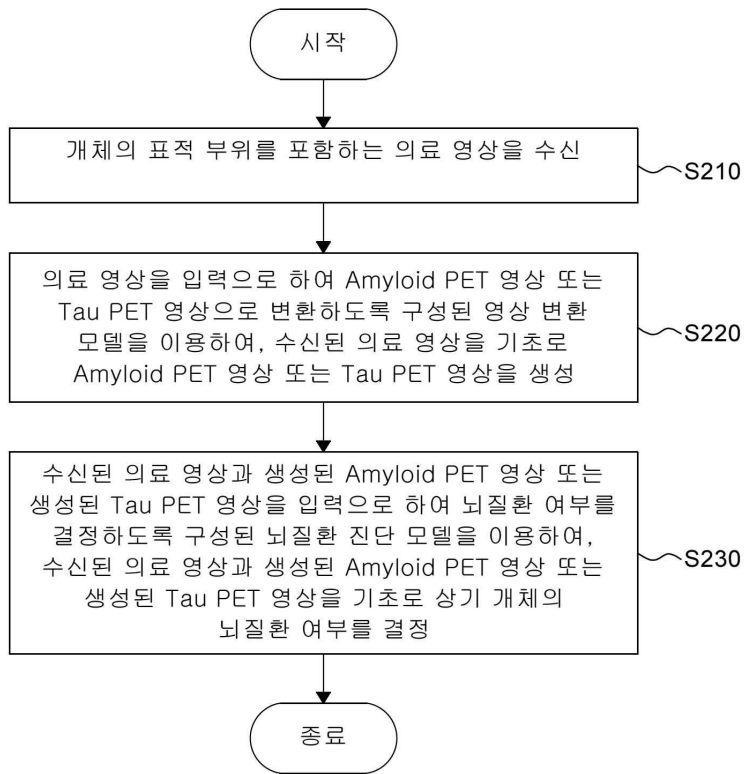 시작
개체의 표적 부위를 포함하는 의료 영상을 수신
S210
의료 영상을 입력으로 하여 Amyloid PET 영상 또는
Tau PET 영상으로 변환하도록 구성된 영상 변환
모델을 이용하여, 수신된 의료 영상을 기초로
Amyloid PET 영상 또는 Tau PET 영상을 생성
S220
수신된 의료 영상과 생성된 Amyloid PET 영상 또는
생성된 Tau PET 영상을 입력으로 하여 뇌질환 여부를
결정하도록 구성된 뇌질환 진단 모델을 이용하여,
수신된 의료 영상과 생성된 Amyloid PET 영상 또는
생성된 Tau PET 영상을 기초로 상기 개체의
뇌질환 여부를 결정
S230
종료